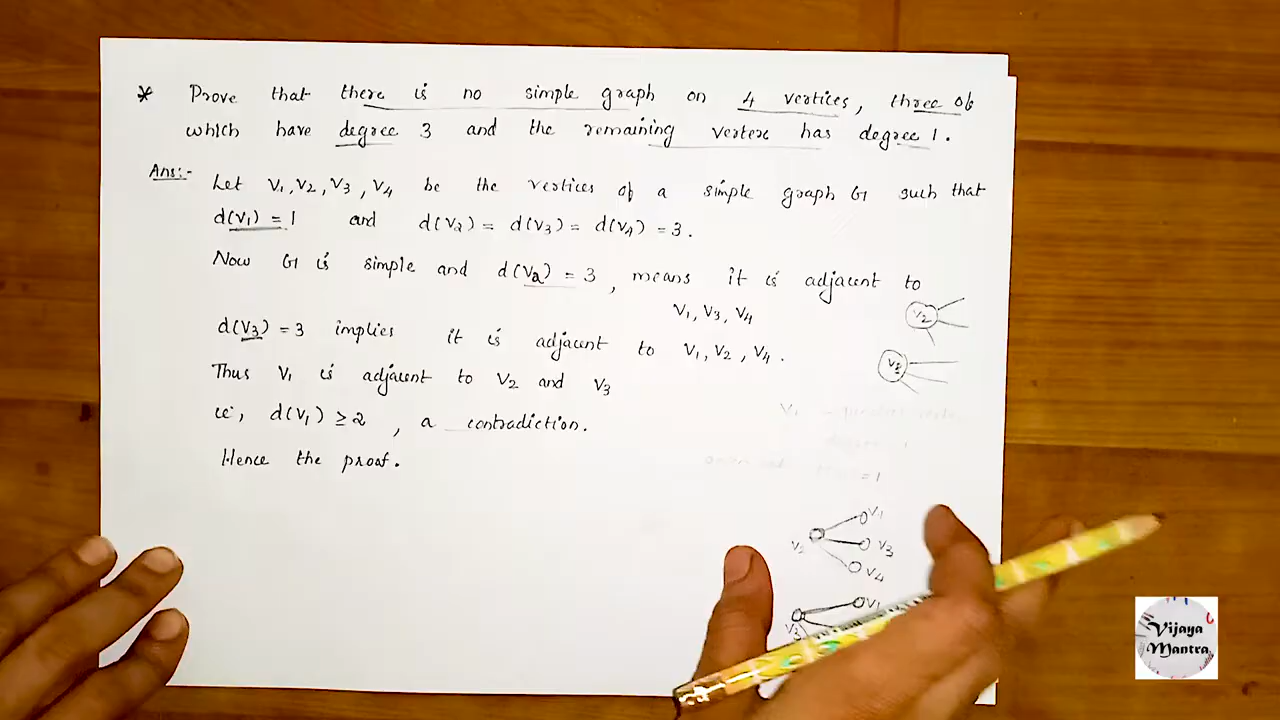 * Prove that there is no simple graph on 4 vertices, three of
which have degree 3 and the remaining vertex has degree 1.
Ans:-
Let V1, V2, V3, V4 be the vertices of a simple graph G such that
d(V1) = 1 and d(V2) = d(V3) = d(V4) = 3.
Now G is simple and d(V2) = 3, means it is adjacent to
V1, V3, V4
V2
d(V3) = 3 implies it is adjacent to V1, V2, V4.
V3
Thus V1 is adjacent to V2 and V3
ie, d(V1) ≥ 2, a contradiction.
Hence the proof.
= 1
V1
V2 V3
V4
V1
V3
Vijaya
Mantra